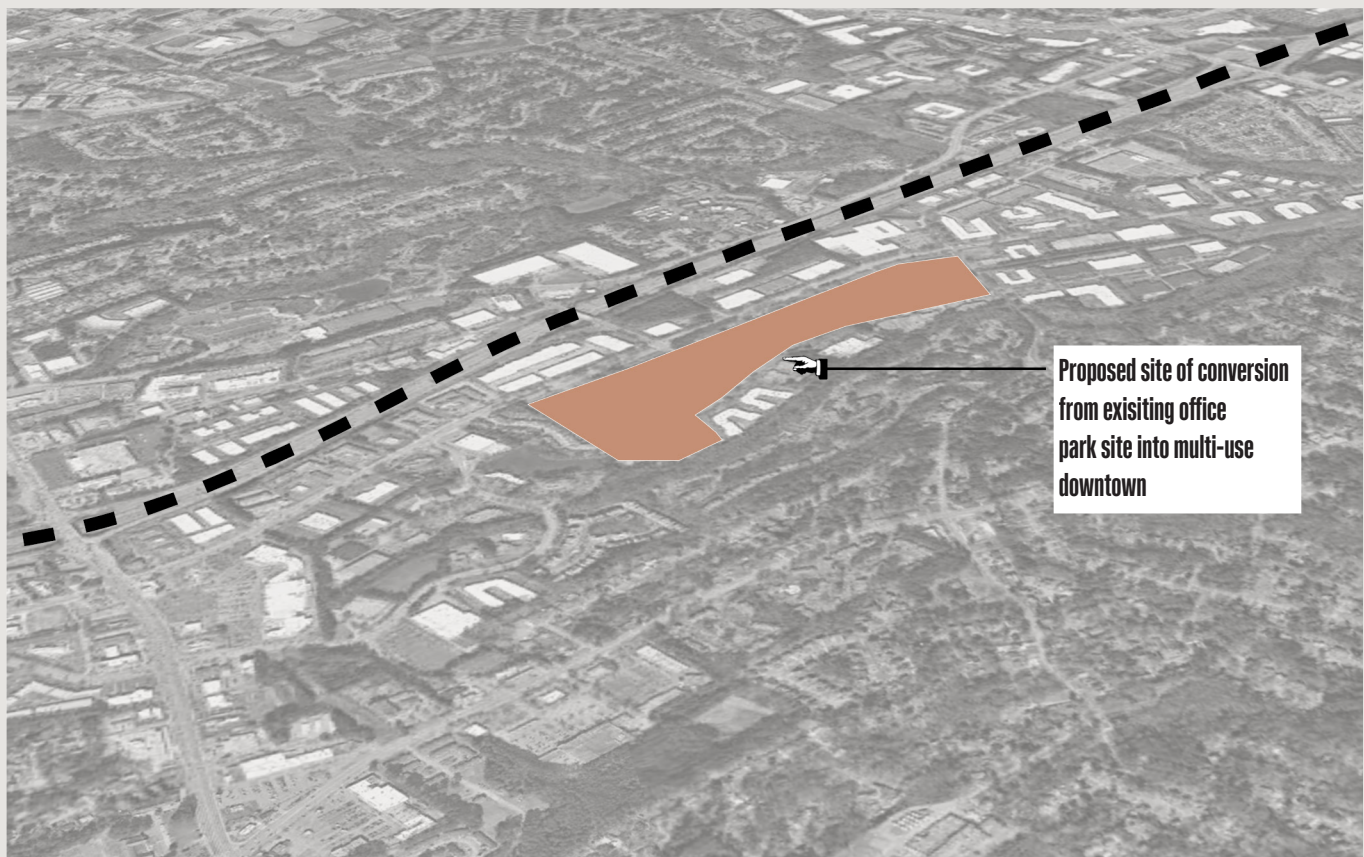 Proposed site of conversion
from exisiting office
park site into multi-use
downtown